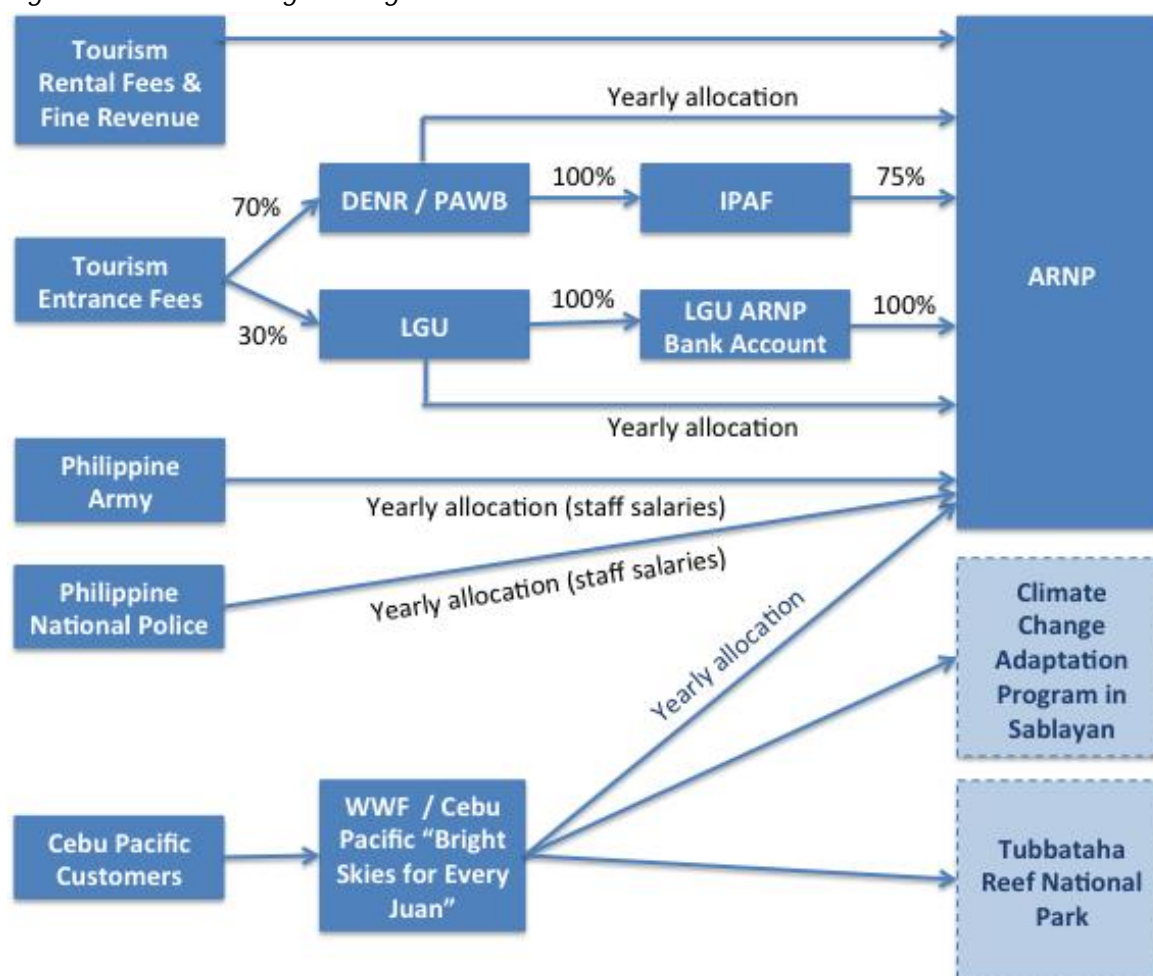 Tourism
Rental Fees &
Fine Revenue
Yearly allocation
DENR / PAWB
100%
IPAF
75%
70%
Tourism
Entrance Fees
ARNP
30%
LGU
100%
LGU ARNP
Bank Account
100%
Yearly allocation
Philippine
Army
Yearly allocation (staff salaries)
Philippine
National Police
Yearly allocation (staff salaries)
Yearly allocation
Climate
Change
Adaptation
Program in
Sablayan
Cebu Pacific
Customers
WWF / Cebu
Pacific “Bright
Skies for Every
Juan”
Tubbataha
Reef National
Park